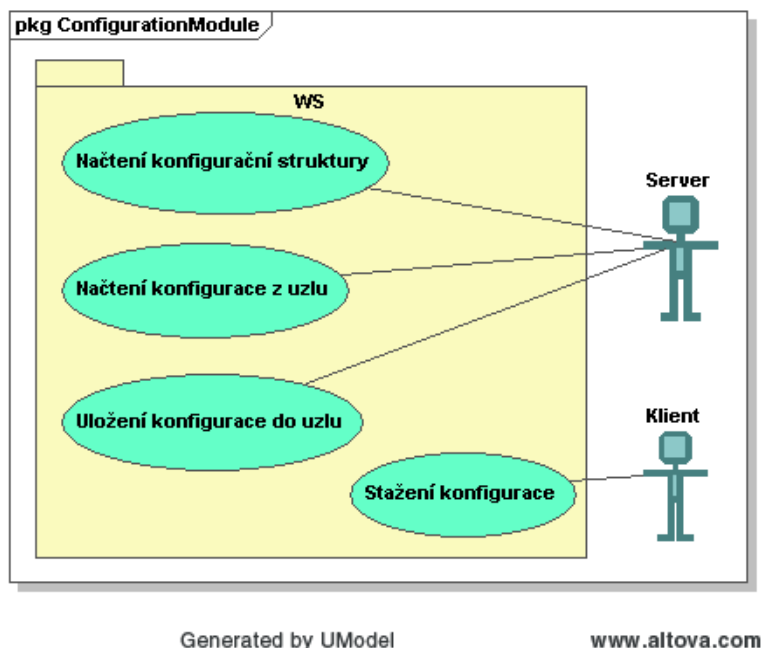 pkg ConfigurationModule
WS
Načtení konfigurační struktury
Server
Načtení konfigurace z uzlu
Uložení konfigurace do uzlu
Klient
Stažení konfigurace
Generated by UModel
www.altova.com